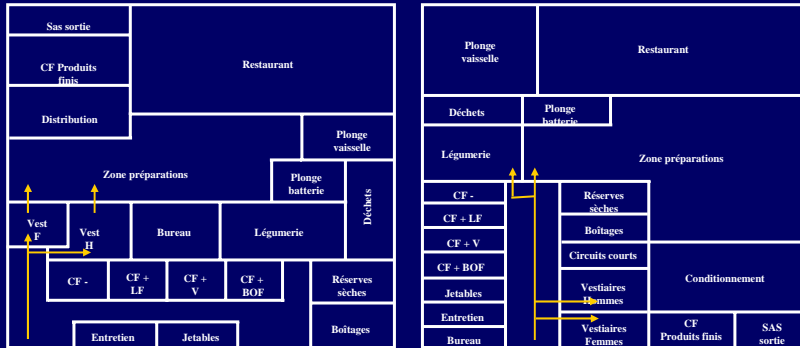 Sas sortie
CF Produits
finis
Restaurant
Distribution
Plonge
vaisselle
Zone préparations
Plonge
batterie
Déchets
Vest
F
Vest
H
Bureau
Légumerie
CF -
CF +
LF
CF +
V
CF +
BOF
Réserves
sèches
Boîtages
Entretien
Jetables
Plonge
vaisselle
Restaurant
Déchets
Plonge
batterie
Légumerie
Zone préparations
CF -
CF + LF
CF + V
CF + BOF
Jetables
Entretien
Bureau
Réserves
sèches
Boîtages
Circuits courts
Vestiaires
Hommes
Vestiaires
Femmes
Conditionnement
CF
Produits finis
SAS
sortie